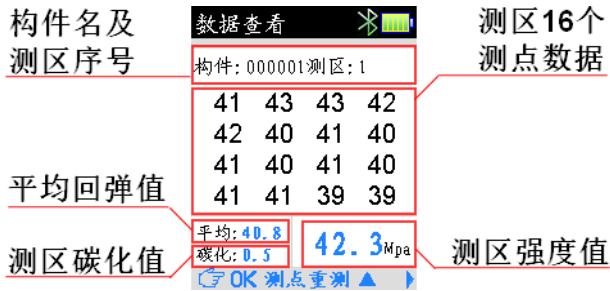 构件名及
测区序号
数据查看
测区16个
测点数据
构件:000001测区:1
41 43 43 42
42 40 41 40
41 40 41 40
41 41 39 39
平均回弹值
平均:40.8
测区碳化值
碳化:0.5
42.3Mpa
测区强度值
OK 测点重测